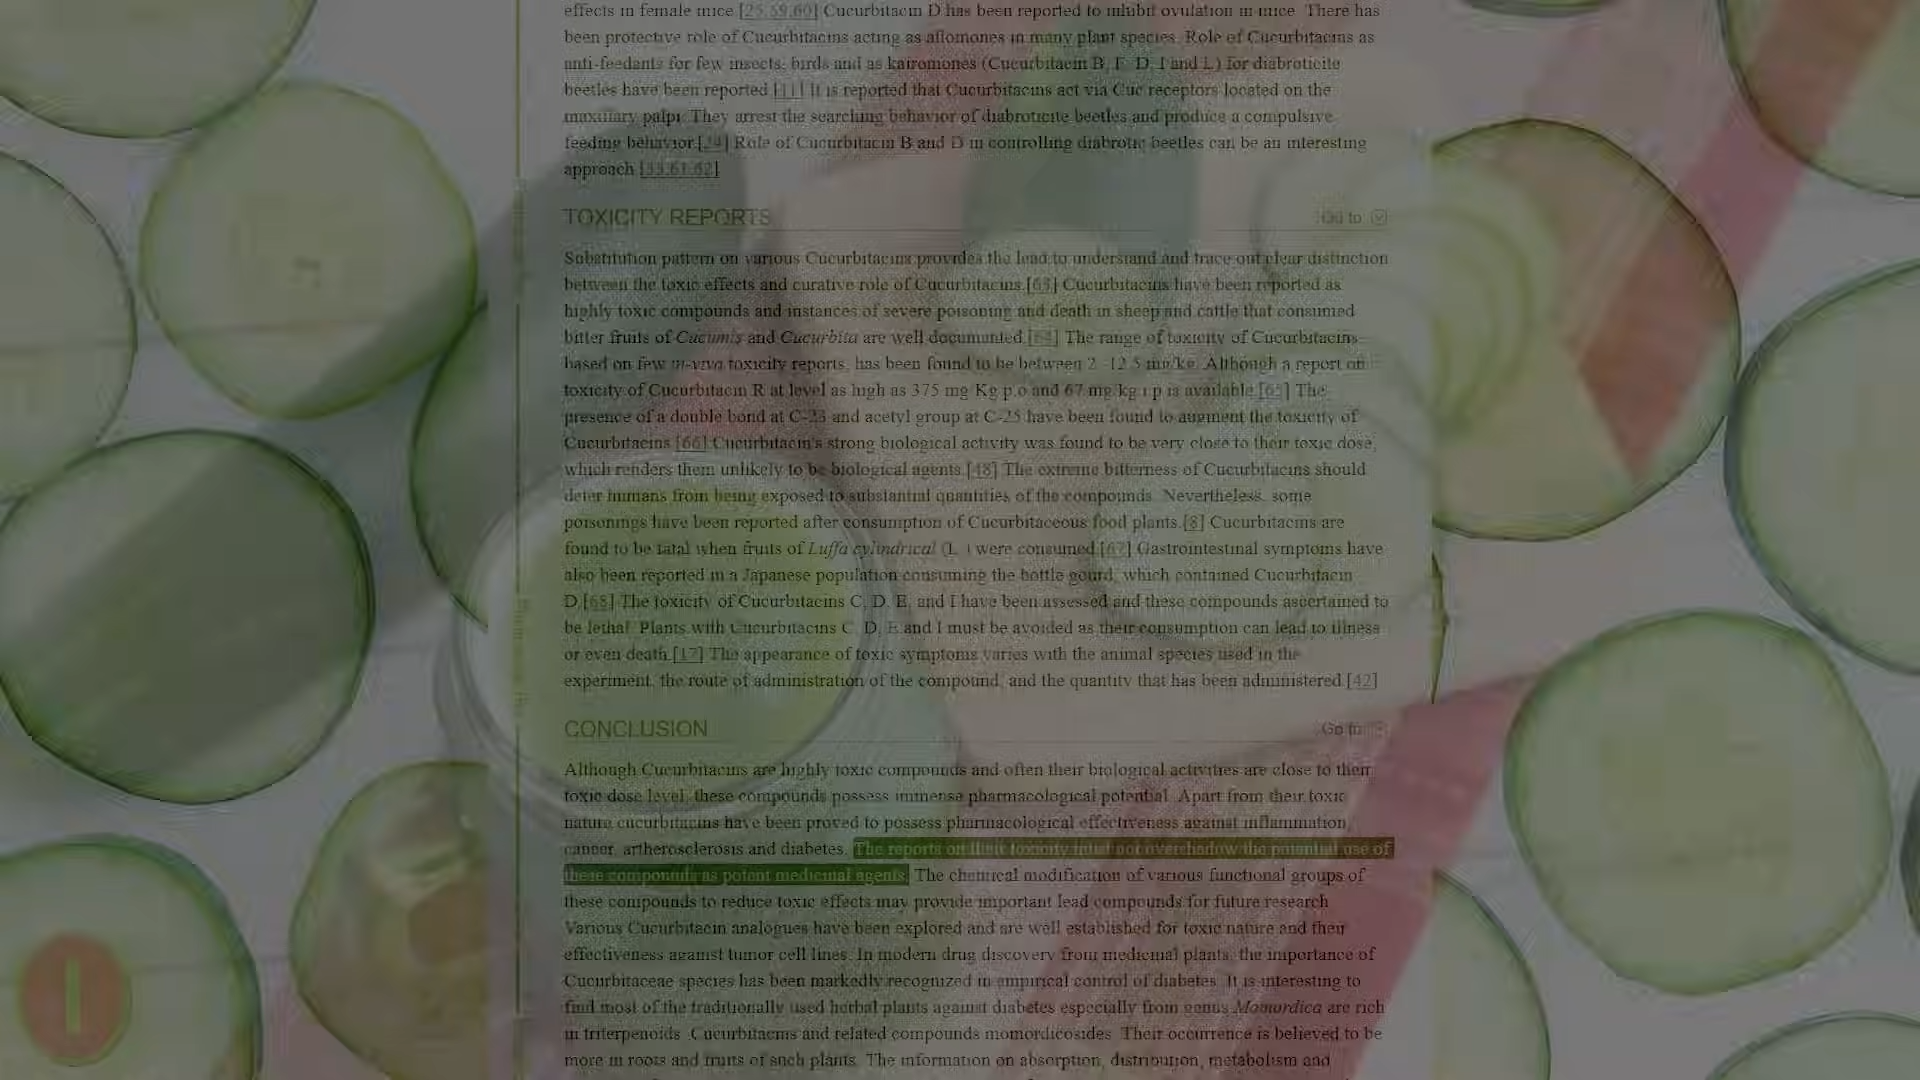 effects in female mice.[25,59,60] Cucurbitacin D has been reported to inhibit ovulation in mice. There has
been protective role of Cucurbitacins acting as allomones in many plant species. Role of Cucurbitacins as
anti-feedants for few insects, birds and as kairomones (Cucurbitacin B, E, D, I and L) for diabroticite
beetles have been reported.[11] It is reported that Cucurbitacins act via Cuc receptors located on the
maxillary palpi. They arrest the searching behavior of diabroticite beetles and produce a compulsive
feeding behavior.[24] Role of Cucurbitacin B and D in controlling diabrotic beetles can be an interesting
approach.[33,61,62]
TOXICITY REPORTS
Go to:
Substitution pattern on various Cucurbitacins provides the lead to understand and trace out clear distinction
between the toxic effects and curative role of Cucurbitacins.[63] Cucurbitacins have been reported as
highly toxic compounds and instances of severe poisoning and death in sheep and cattle that consumed
bitter fruits of Cucumis and Cucurbita are well documented.[64] The range of toxicity of Cucurbitacins
based on few in-vivo toxicity reports, has been found to be between 2 -12.5 mg/kg. Although a report on
toxicity of Cucurbitacin R at level as high as 375 mg Kg p.o and 67 mg/kg i.p is available.[65] The
presence of a double bond at C-23 and acetyl group at C-25 have been found to augment the toxicity of
Cucurbitacins.[66] Cucurbitacin's strong biological activity was found to be very close to their toxic dose,
which renders them unlikely to be biological agents.[48] The extreme bitterness of Cucurbitacins should
deter humans from being exposed to substantial quantities of the compounds. Nevertheless, some
poisonings have been reported after consumption of Cucurbitaceous food plants.[8] Cucurbitacins are
found to be fatal when fruits of Luffa cylindrical (L.) were consumed.[67] Gastrointestinal symptoms have
also been reported in a Japanese population consuming the bottle gourd, which contained Cucurbitacin
D.[68] The toxicity of Cucurbitacins C, D, E, and I have been assessed and these compounds ascertained to
be lethal. Plants with Cucurbitacins C, D, E and I must be avoided as their consumption can lead to illness
or even death.[17] The appearance of toxic symptoms varies with the animal species used in the
experiment, the route of administration of the compound, and the quantity that has been administered.[42]
CONCLUSION
Go to:
Although Cucurbitacins are highly toxic compounds and often their biological activities are close to their
toxic dose level, these compounds possess immense pharmacological potential. Apart from their toxic
nature cucurbitacins have been proved to possess pharmacological effectiveness against inflammation,
cancer, artherosclerosis and diabetes. The reports on their toxicity must not overshadow the potential use of
these compounds as potent medicinal agents. The chemical modification of various functional groups of
these compounds to reduce toxic effects may provide important lead compounds for future research.
Various Cucurbitacin analogues have been explored and are well established for toxic nature and their
effectiveness against tumor cell lines. In modern drug discovery from medicinal plants, the importance of
Cucurbitaceae species has been markedly recognized in empirical control of diabetes. It is interesting to
find most of the traditionally used herbal plants against diabetes especially from genus Momordica are rich
in triterpenoids .Cucurbitacins and related compounds momordicosides. Their occurrence is believed to be
more in roots and fruits of such plants. The information on absorption, distribution, metabolism and